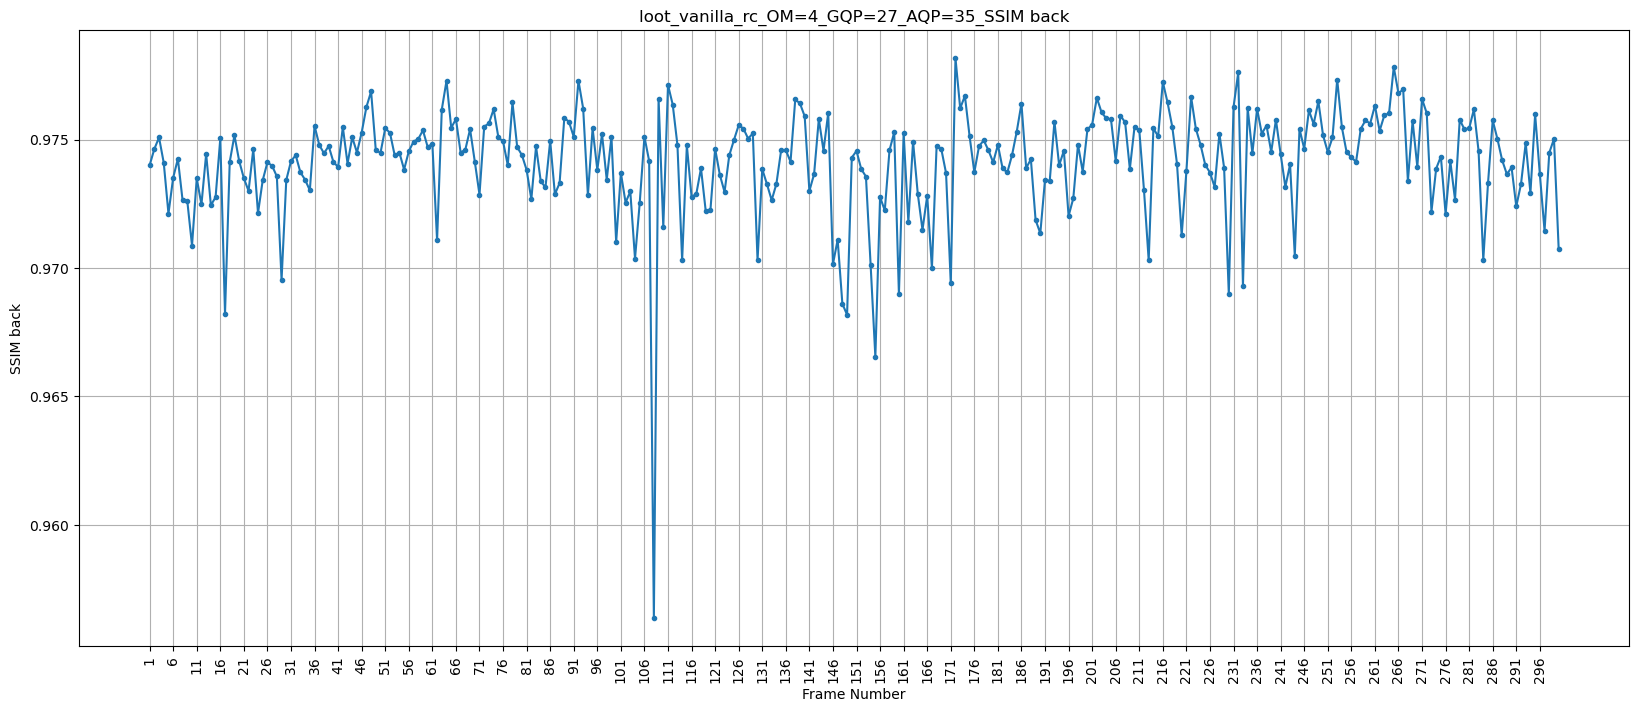 loot_vanilla_rc_OM=4_GQP=27_AQP=35_SSIM back
SSIM back
0.975
0.970
0.965
0.960
1 6 11 16 21 26 31 36 41 46 51 56 61 66 71 76 81 86 91 96 101 106 111 116 121 126 131 136 141 146 151 156 161 166 171 176 181 186 191 196 201 206 211 216 221 226 231 236 241 246 251 256 261 266 271 276 281 286 291 296
Frame Number